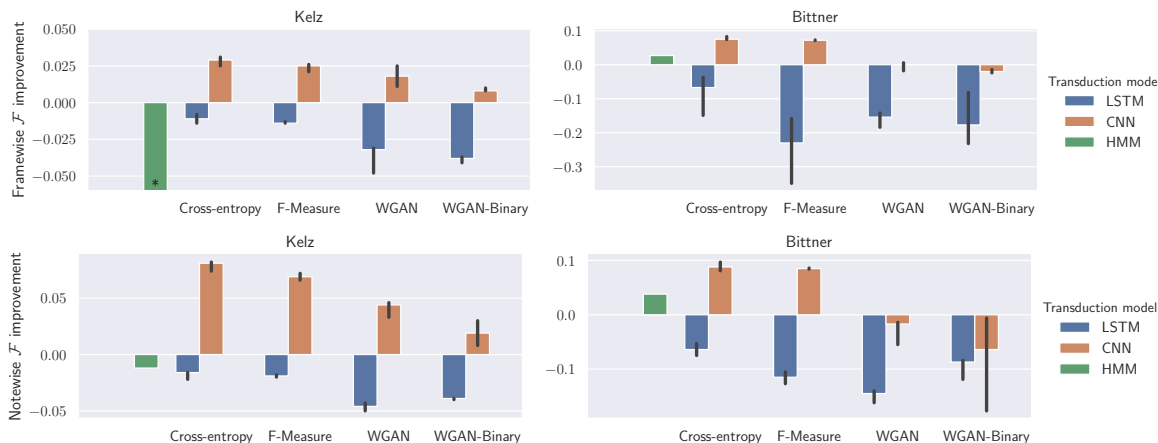 Kelz
Framewise F improvement
0.050
0.025
0.000
−0.025
−0.050
*
Cross-entropy F-Measure WGAN WGAN-Binary
Bittner
0.1
0.0
−0.1
−0.2
−0.3
Cross-entropy F-Measure WGAN WGAN-Binary
Transduction mode
LSTM
CNN
HMM
Kelz
Notewise F improvement
0.05
0.00
−0.05
Cross-entropy F-Measure WGAN WGAN-Binary
Bittner
0.1
0.0
−0.1
Cross-entropy F-Measure WGAN WGAN-Binary
Transduction model
LSTM
CNN
HMM